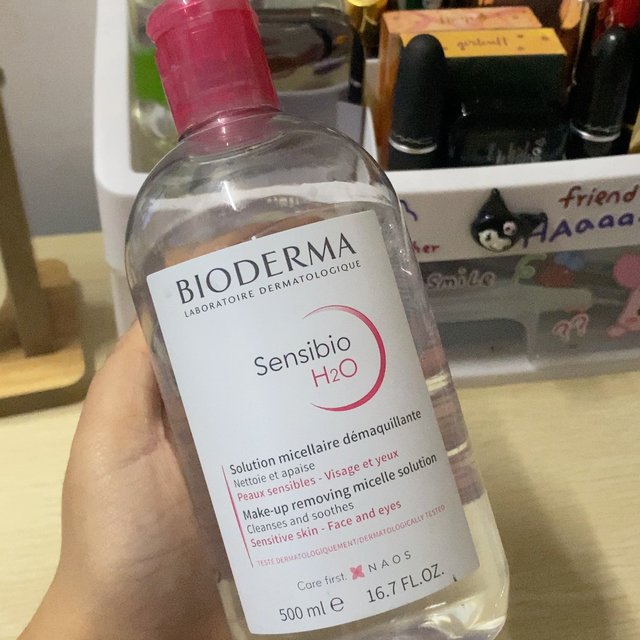 BIODERMA
LABORATOIRE DERMATOLOGIQUE
Sensibio
H2O
Solution micellaire démaquillante
Nettoie et apaise
Peaux sensibles - Visage et yeux
Make-up removing micelle solution
Cleanses and soothes
Sensitive skin - Face and eyes
TESTÉ DERMATOLOGIQUEMENT/DERMATOLOGICALLY TESTED
Care first. NAOS
500 ml e 16.7 FL.OZ.
friend
HAaaa
smile